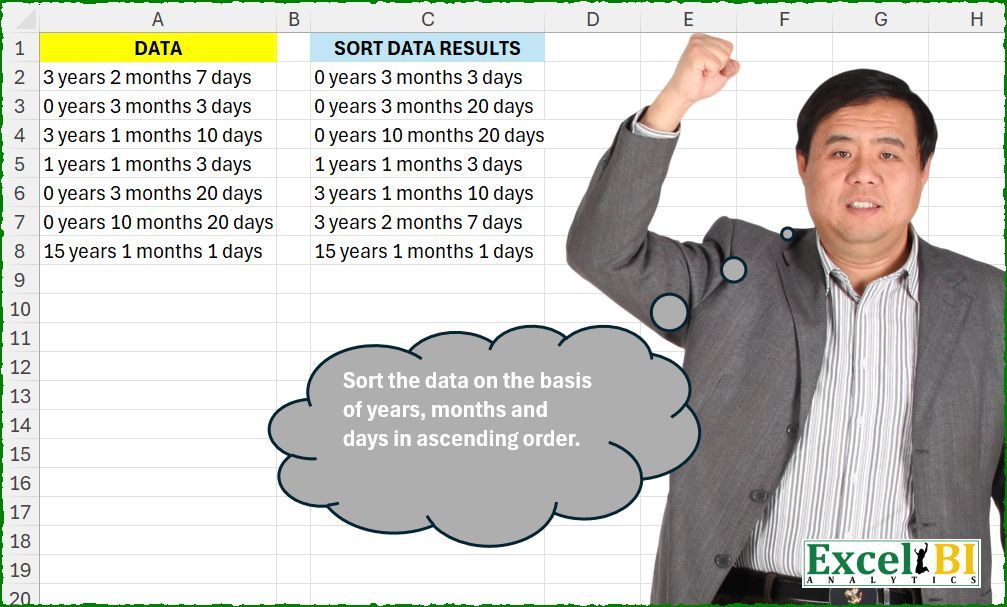 A B C D E F G H
1 DATA SORT DATA RESULTS
2 3 years 2 months 7 days 0 years 3 months 3 days
3 0 years 3 months 3 days 0 years 3 months 20 days
4 3 years 1 months 10 days 0 years 10 months 20 days
5 1 years 1 months 3 days 1 years 1 months 3 days
6 0 years 3 months 20 days 3 years 1 months 10 days
7 0 years 10 months 20 days 3 years 2 months 7 days
8 15 years 1 months 1 days 15 years 1 months 1 days
9
10
11
12
13
14
15
16
17
18
19
20
Sort the data on the basis
of years, months and
days in ascending order.
Excel BI
ANALYTICS